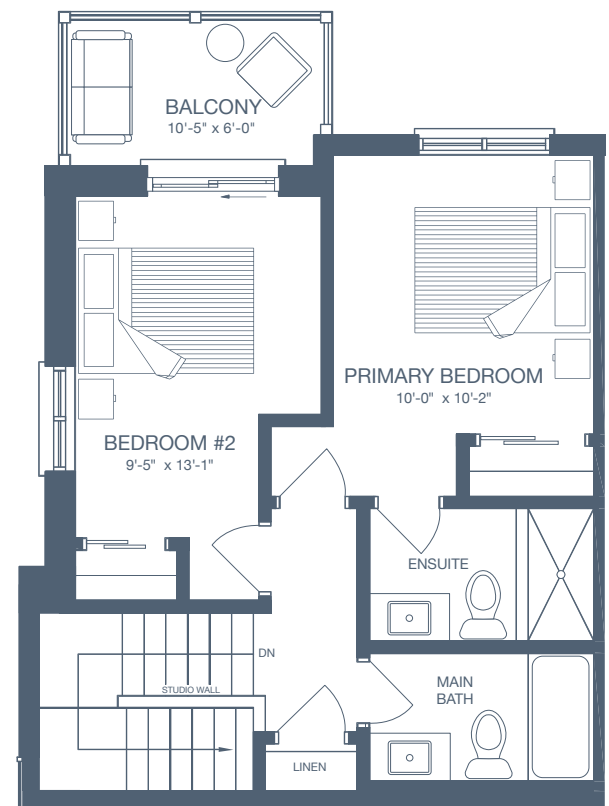 BALCONY
10'-5" x 6'-0"
PRIMARY BEDROOM
10'-0" x 10'-2"
BEDROOM #2
9'-5" x 13'-1"
ENSUITE
DN
STUDIO WALL
MAIN
BATH
LINEN